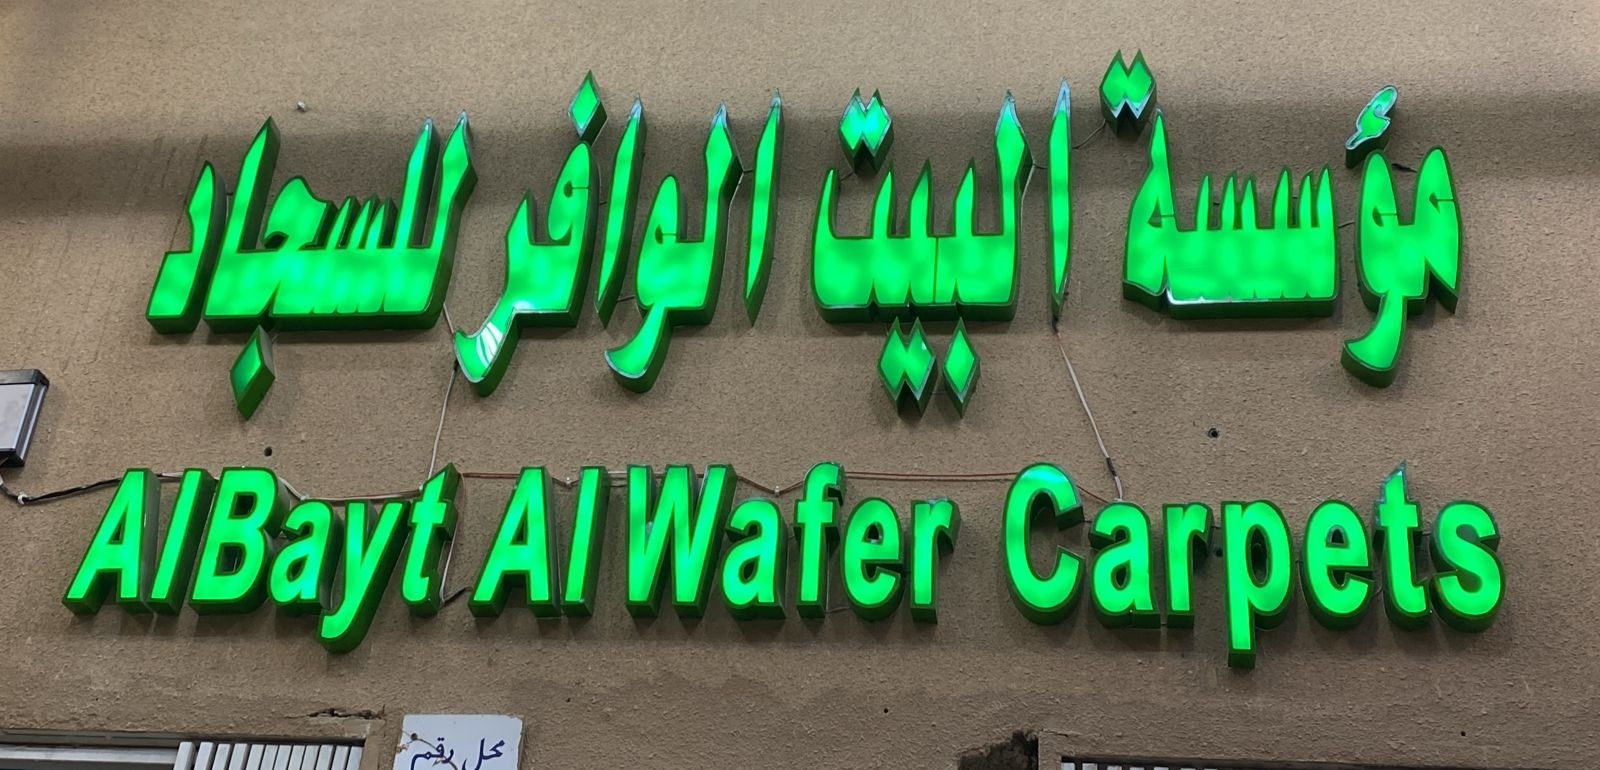 مؤسسة البيت الوافر للسجاد
AlBayt Al Wafer Carpets
محل رقم